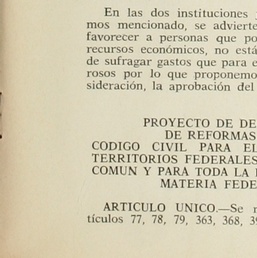 En las dos instituciones
mos mencionado, se advierte
favorecer a personas que po
recursos económicos, no está
de sufragar gastos que para e
rosos por lo que proponemo
sideración, la aprobación del
PROYECTO DE DE
DE REFORMAS
CODIGO CIVIL PARA EL
TERRITORIOS FEDERALES
COMUN Y PARA TODA LA
MATERIA FEDE
ARTICULO UNICO.—Se
tículos 77, 78, 79, 363, 368,